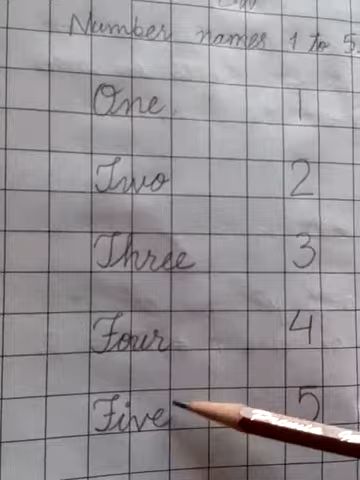 Number names 1 to 5.
One 1
Two 2
Three 3
Four 4
Five 5